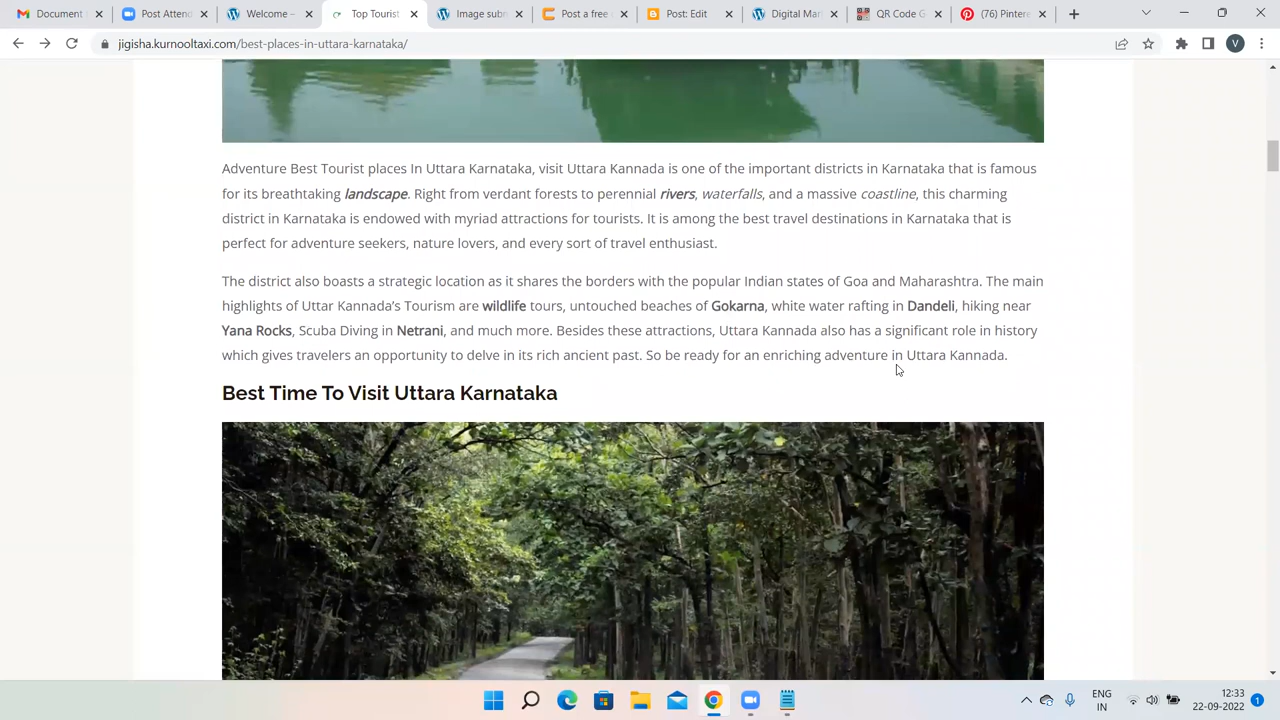 Document
Post Attend
Welcome –
Top Tourist
Image subm
Post a free
Post: Edit
Digital Mar
QR Code G
(76) Pintere
jigisha.kurnooltaxi.com/best-places-in-uttara-karnataka/
V
Adventure Best Tourist places In Uttara Karnataka, visit Uttara Kannada is one of the important districts in Karnataka that is famous
for its breathtaking landscape. Right from verdant forests to perennial rivers, waterfalls, and a massive coastline, this charming
district in Karnataka is endowed with myriad attractions for tourists. It is among the best travel destinations in Karnataka that is
perfect for adventure seekers, nature lovers, and every sort of travel enthusiast.
The district also boasts a strategic location as it shares the borders with the popular Indian states of Goa and Maharashtra. The main
highlights of Uttar Kannada's Tourism are wildlife tours, untouched beaches of Gokarna, white water rafting in Dandeli, hiking near
Yana Rocks, Scuba Diving in Netrani, and much more. Besides these attractions, Uttara Kannada also has a significant role in history
which gives travelers an opportunity to delve in its rich ancient past. So be ready for an enriching adventure in Uttara Kannada.
Best Time To Visit Uttara Karnataka
ENG
IN
12:33
22-09-2022
1